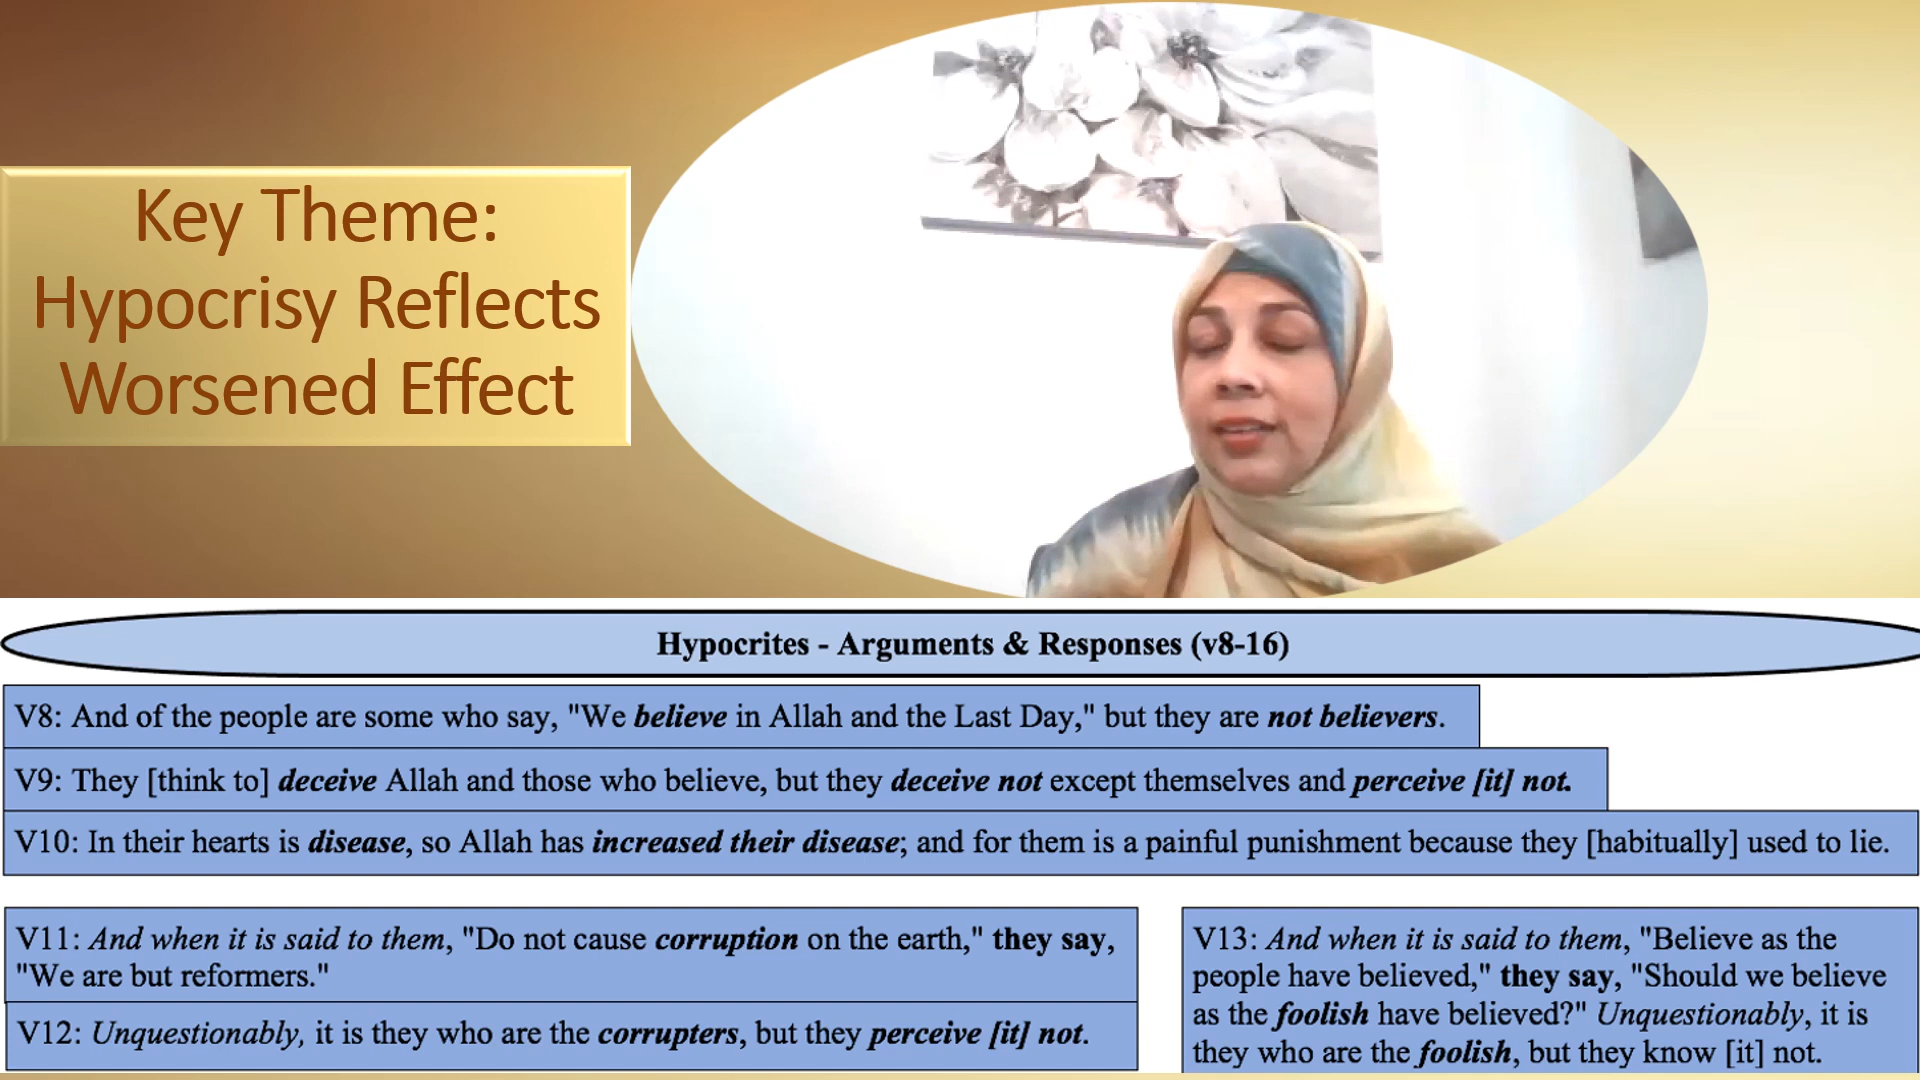 Key Theme:
Hypocrisy Reflects
Worsened Effect
Hypocrites - Arguments & Responses (v8-16)
V8: And of the people are some who say, "We believe in Allah and the Last Day," but they are not believers.
V9: They [think to] deceive Allah and those who believe, but they deceive not except themselves and perceive [it] not.
V10: In their hearts is disease, so Allah has increased their disease; and for them is a painful punishment because they [habitually] used to lie.
V11: And when it is said to them, "Do not cause corruption on the earth," they say,
"We are but reformers."
V12: Unquestionably, it is they who are the corrupters, but they perceive [it] not.
V13: And when it is said to them, "Believe as the
people have believed," they say, "Should we believe
as the foolish have believed?" Unquestionably, it is
they who are the foolish, but they know [it] not.